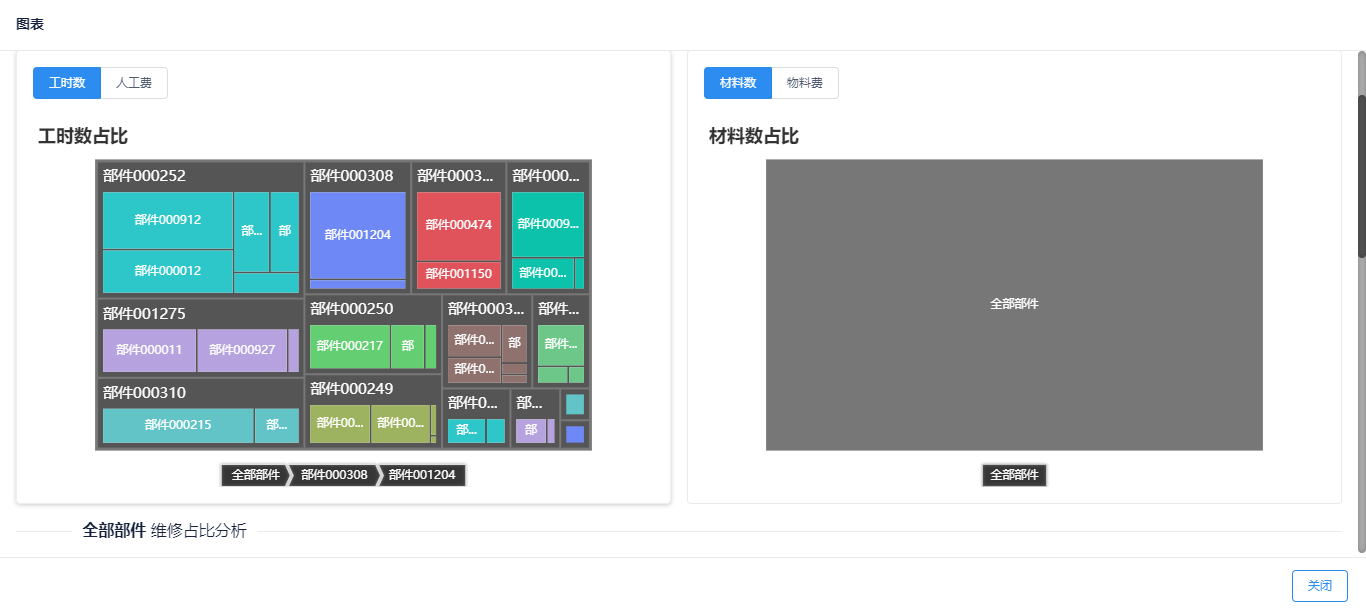 图表
工时数 人工费
工时数占比
部件000252
部件000912
部件000012
部...
部
部件000308
部件001204
部件0003...
部件000474
部件001150
部件000...
部件0009...
部件00...
部件001275
部件000011
部件000927
部件000250
部件000217
部
部件0003...
部件0...
部
部件0...
部件...
部件...
部件000310
部件000215
部...
部件000249
部件00...
部件00...
部件0...
部...
部...
部
全部部件 部件000308 部件001204
材料数 物料费
材料数占比
全部部件
全部部件
全部部件 维修占比分析
关闭